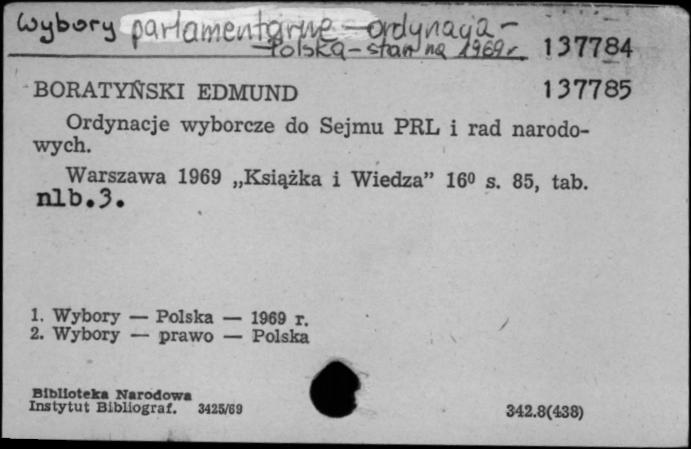 Wybory parlamentarne - ordynacja -
Polska - stan na 1969 r. 137784
BORATYŃSKI EDMUND 137785
Ordynacje wyborcze do Sejmu PRL i rad narodo-
wych.
Warszawa 1969 „Książka i Wiedza” 16⁰ s. 85, tab.
nlb.3.
1. Wybory — Polska — 1969 r.
2. Wybory — prawo — Polska
Biblioteka Narodowa
Instytut Bibliograf. 3425/69 342.8(438)